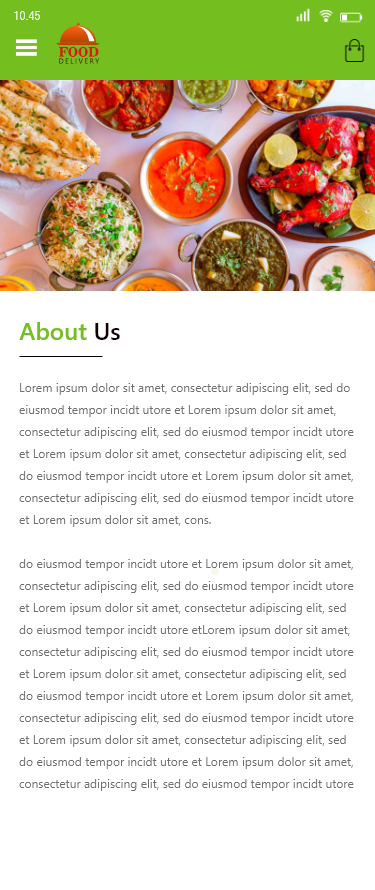 10.45
FOOD
DELIVERY
About Us
Lorem ipsum dolor sit amet, consectetur adipiscing elit, sed do
eiusmod tempor incidt utore et Lorem ipsum dolor sit amet,
consectetur adipiscing elit, sed do eiusmod tempor incidt utore
et Lorem ipsum dolor sit amet, consectetur adipiscing elit, sed
do eiusmod tempor incidt utore et Lorem ipsum dolor sit amet,
consectetur adipiscing elit, sed do eiusmod tempor incidt utore
et Lorem ipsum dolor sit amet, cons.
do eiusmod tempor incidt utore et Lorem ipsum dolor sit amet,
consectetur adipiscing elit, sed do eiusmod tempor incidt utore
et Lorem ipsum dolor sit amet, consectetur adipiscing elit, sed
do eiusmod tempor incidt utore etLorem ipsum dolor sit amet,
consectetur adipiscing elit, sed do eiusmod tempor incidt utore
et Lorem ipsum dolor sit amet, consectetur adipiscing elit, sed
do eiusmod tempor incidt utore et Lorem ipsum dolor sit amet,
consectetur adipiscing elit, sed do eiusmod tempor incidt utore
et Lorem ipsum dolor sit amet, consectetur adipiscing elit, sed
do eiusmod tempor incidt utore et Lorem ipsum dolor sit amet,
consectetur adipiscing elit, sed do eiusmod tempor incidt utore